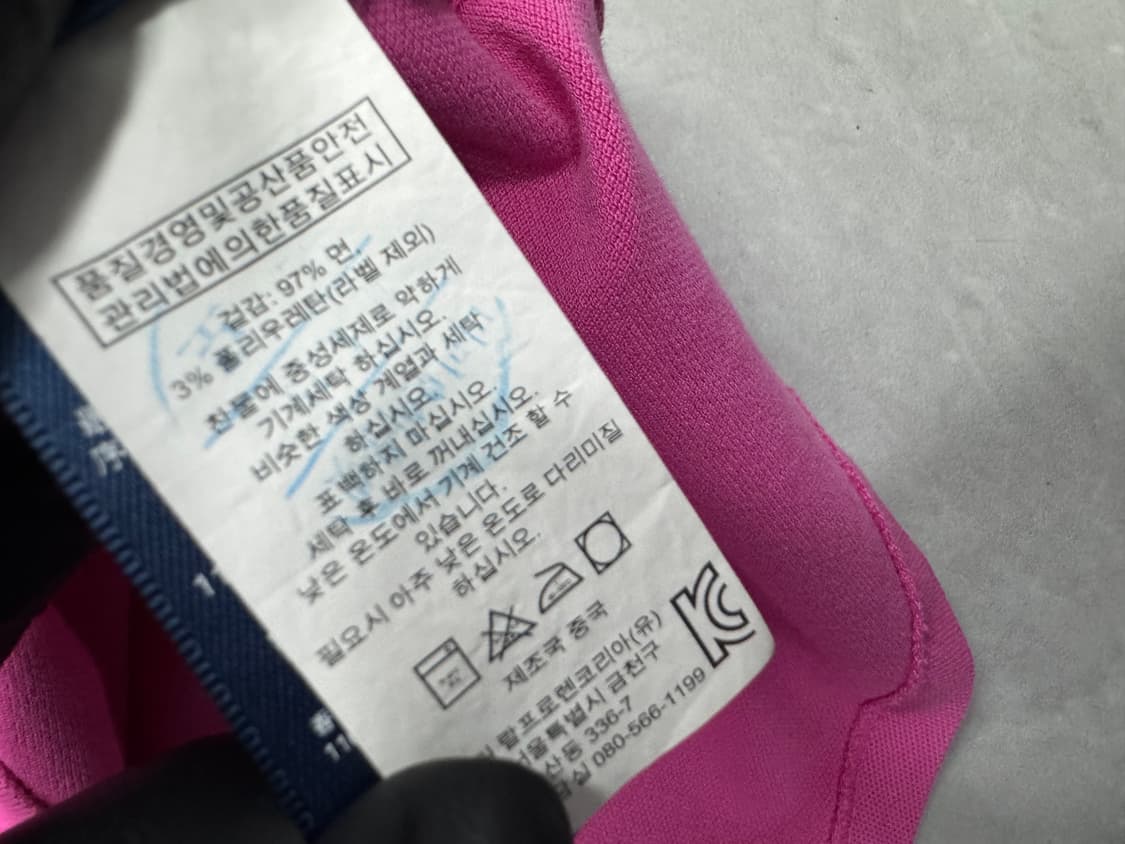 품질경영및공산품안전
관리법에의한품질표시
겉감: 97% 면,
3% 폴리우레탄(라벨 제외)
찬물에 중성세제로 약하게
기계세탁 하십시오.
비슷한 색상 계열과 세탁
하십시오.
표백하지 마십시오.
세탁 후 바로 꺼내십시오.
낮은 온도에서 기계 건조 할 수
있습니다.
필요시 아주 낮은 온도로 다리미질
하십시오.
제조국 중국
랄프로렌코리아(유)
서울특별시 금천구
산동 336-7
실 080-566-1199